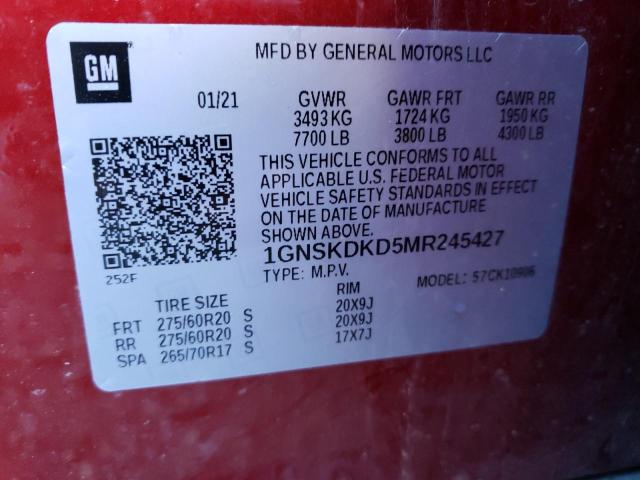 GM
MFD BY GENERAL MOTORS LLC
01/21 GVWR GAWR FRT GAWR RR
3493 KG 1724 KG 1950 KG
7700 LB 3800 LB 4300 LB
THIS VEHICLE CONFORMS TO ALL
APPLICABLE U.S. FEDERAL MOTOR
VEHICLE SAFETY STANDARDS IN EFFECT
ON THE DATE OF MANUFACTURE
SHOWN ABOVE.
1GNSKDKD5MR245427
252F
TYPE: M.P.V. MODEL: 57CK10906
TIRE SIZE RIM
FRT 275/60R20 S 20X9J
RR 275/60R20 S 20X9J
SPA 265/70R17 S 17X7J